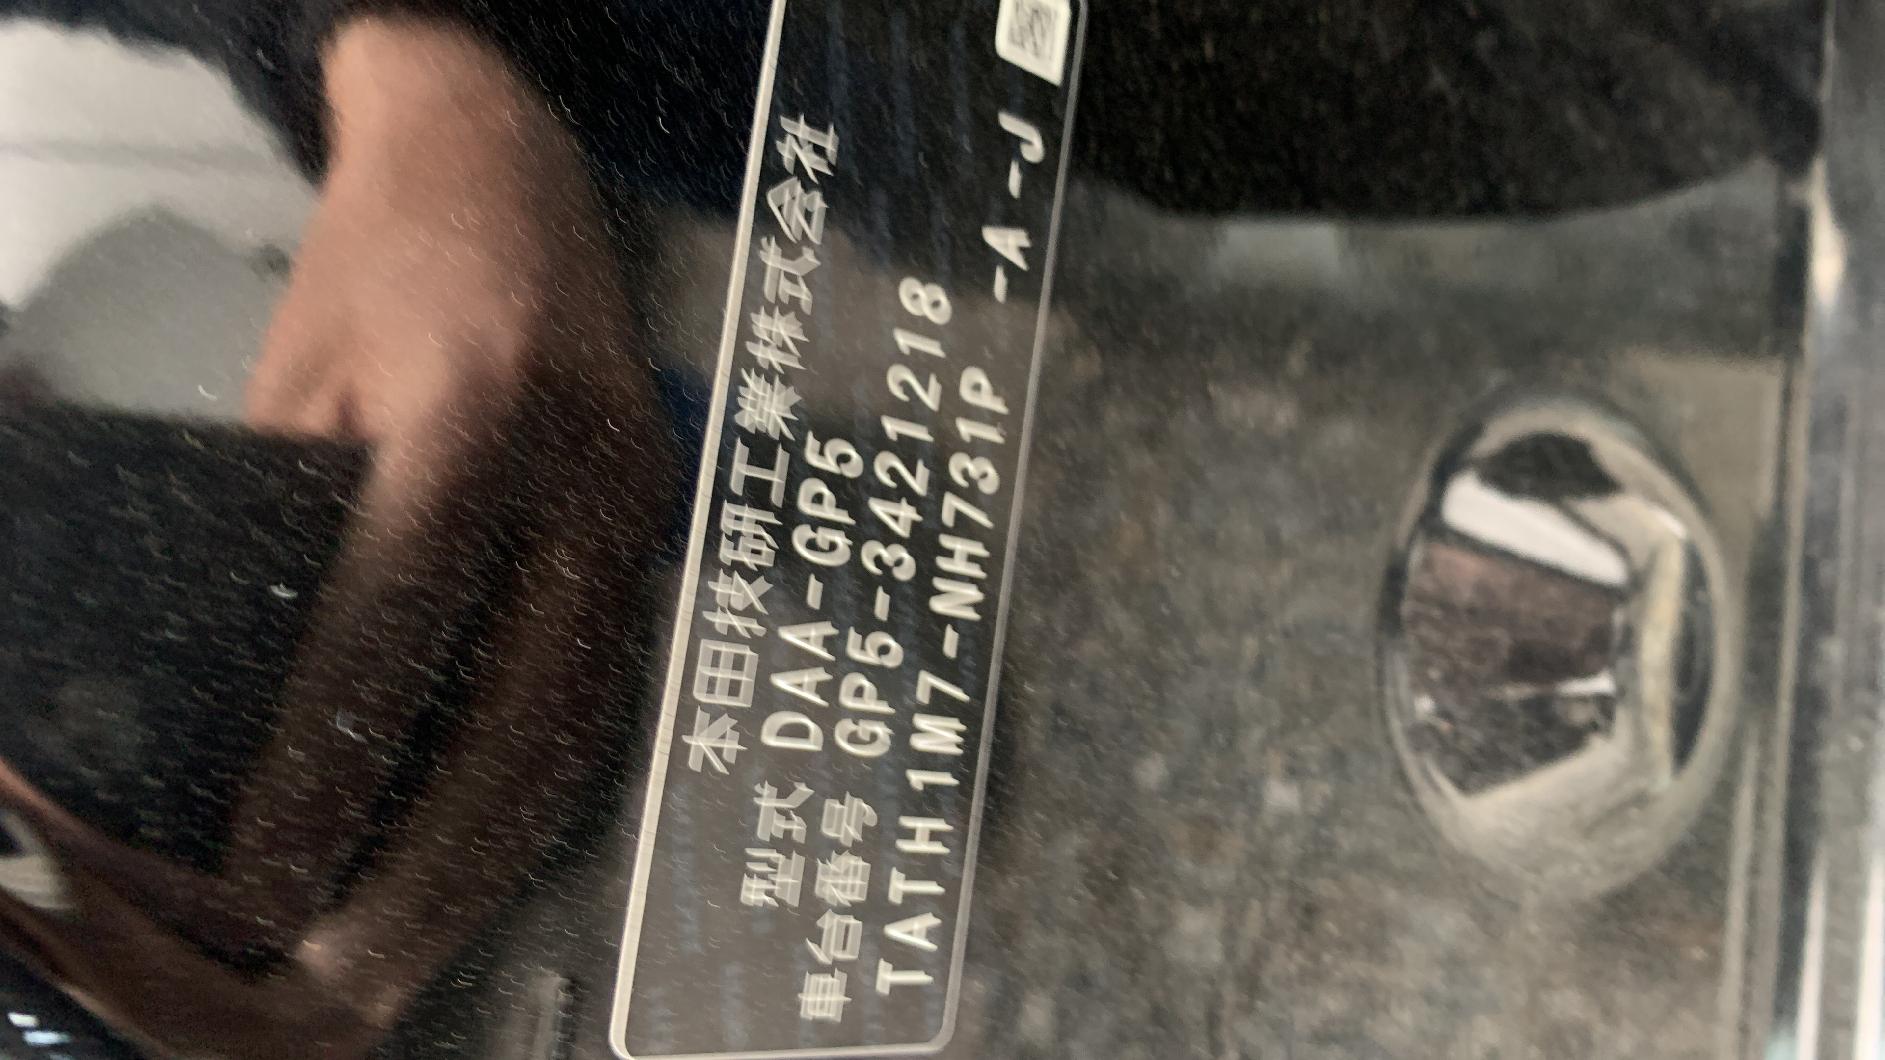 本田技研工業株式会社
型式 DAA-GP5
車台番号 GP5-3421218
TATH1M7-NH731P -A-J